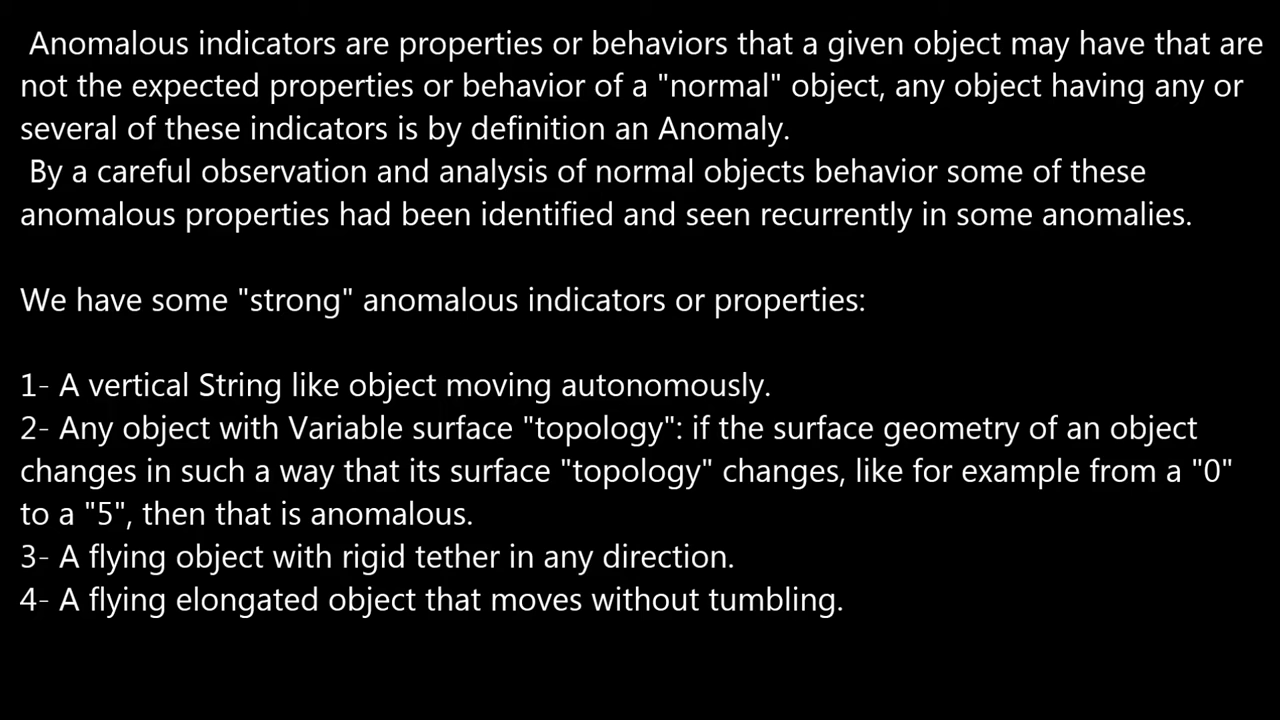 Anomalous indicators are properties or behaviors that a given object may have that are
not the expected properties or behavior of a "normal" object, any object having any or
several of these indicators is by definition an Anomaly.
By a careful observation and analysis of normal objects behavior some of these
anomalous properties had been identified and seen recurrently in some anomalies.
We have some "strong" anomalous indicators or properties:
1- A vertical String like object moving autonomously.
2- Any object with Variable surface "topology": if the surface geometry of an object
changes in such a way that its surface "topology" changes, like for example from a "0"
to a "5", then that is anomalous.
3- A flying object with rigid tether in any direction.
4- A flying elongated object that moves without tumbling.